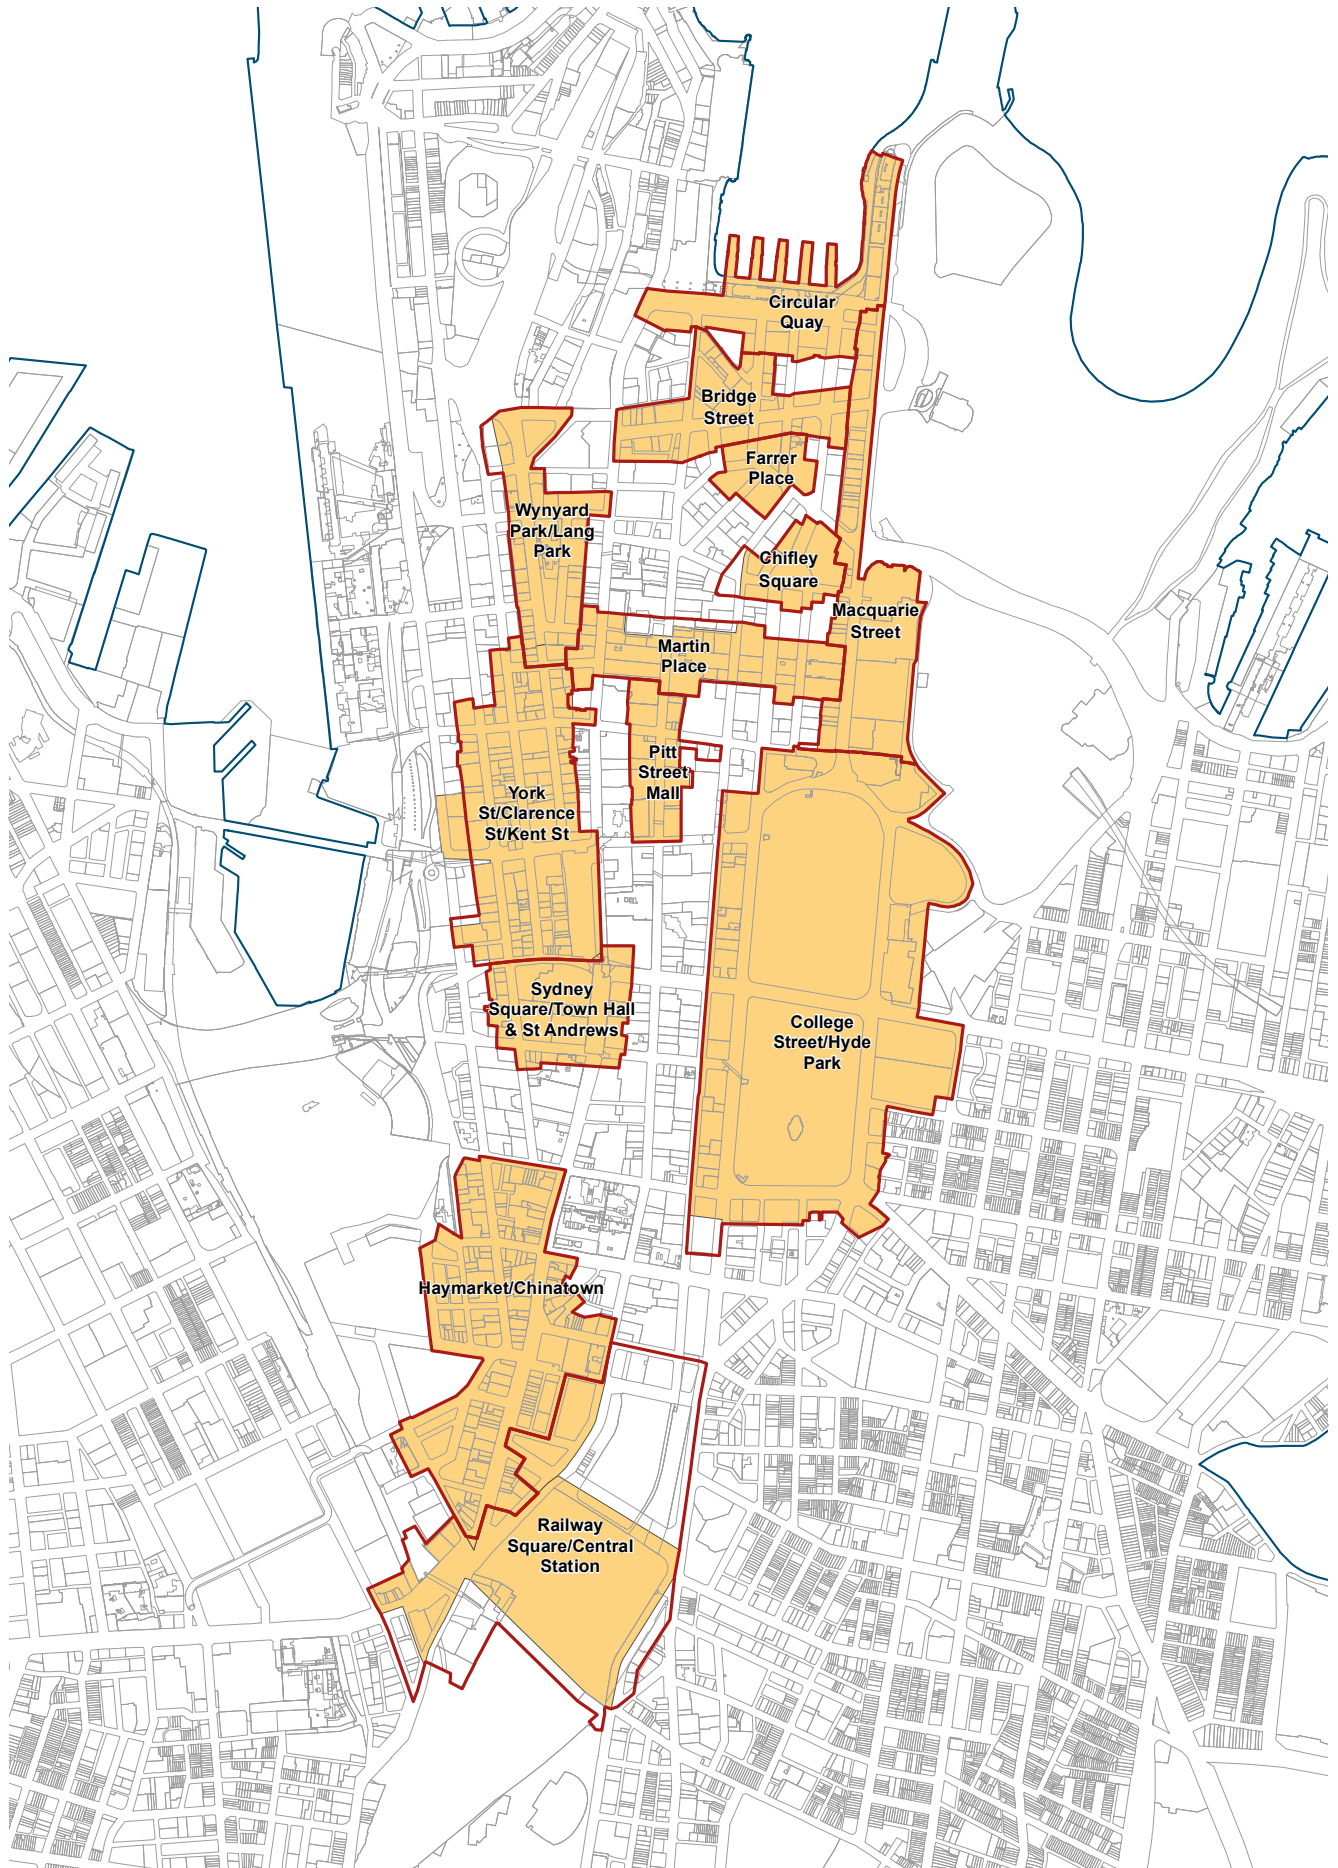 Circular
Quay
Bridge
Street
Farrer
Place
Wynyard
Park/Lang
Park
Chifley
Square
Macquarie
Street
Martin
Place
Pitt
Street
Mall
York
St/Clarence
St/Kent St
Sydney
Square/Town Hall
& St Andrews
College
Street/Hyde
Park
Haymarket/Chinatown
Railway
Square/Central
Station